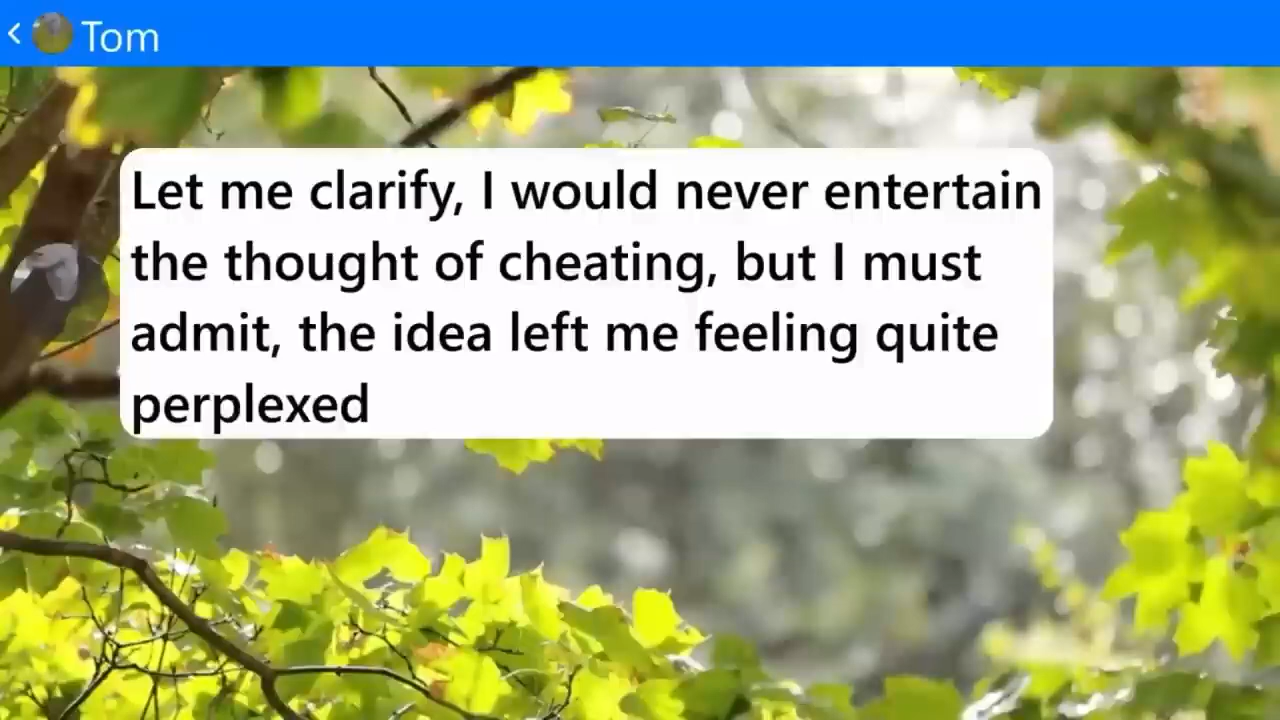 Tom
Let me clarify, I would never entertain
the thought of cheating, but I must
admit, the idea left me feeling quite
perplexed